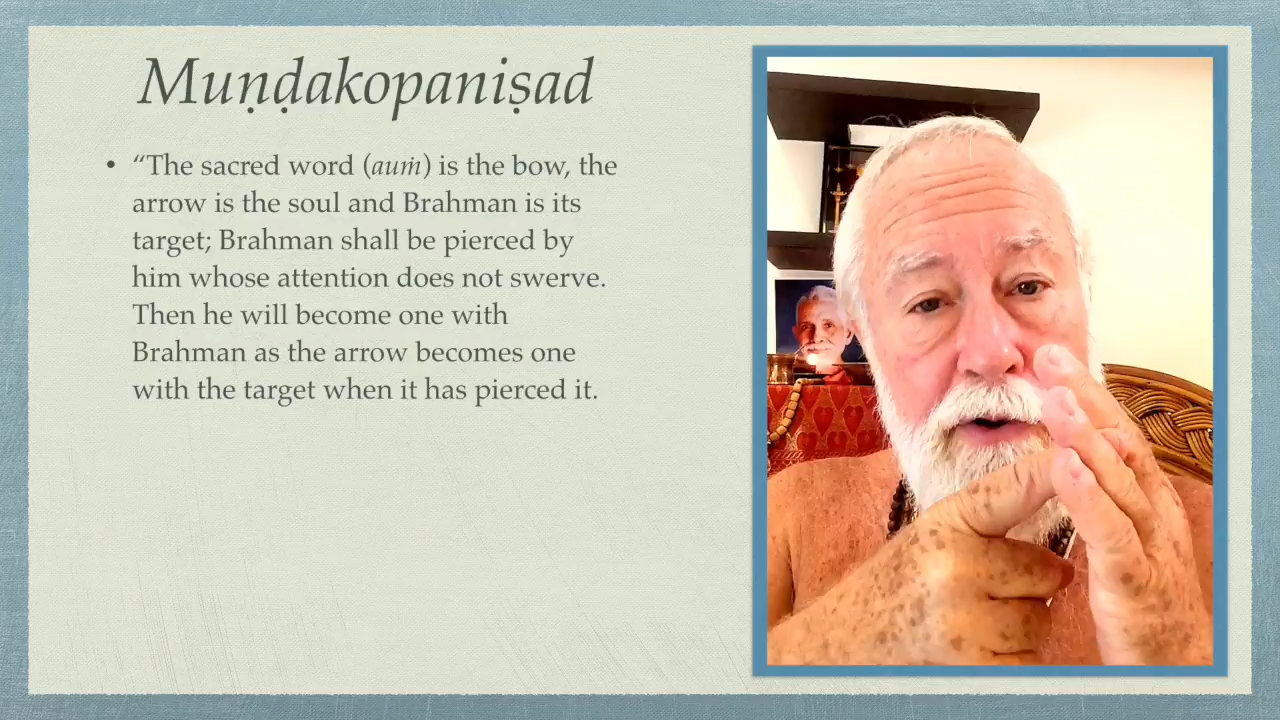 Muṇḍakopaniṣad
• “The sacred word (auṁ) is the bow, the
arrow is the soul and Brahman is its
target; Brahman shall be pierced by
him whose attention does not swerve.
Then he will become one with
Brahman as the arrow becomes one
with the target when it has pierced it.